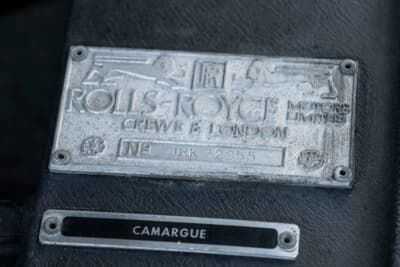 ROLLS-ROYCE MOTORS LIMITED
CREWE & LONDON
Nº
CAMARGUE